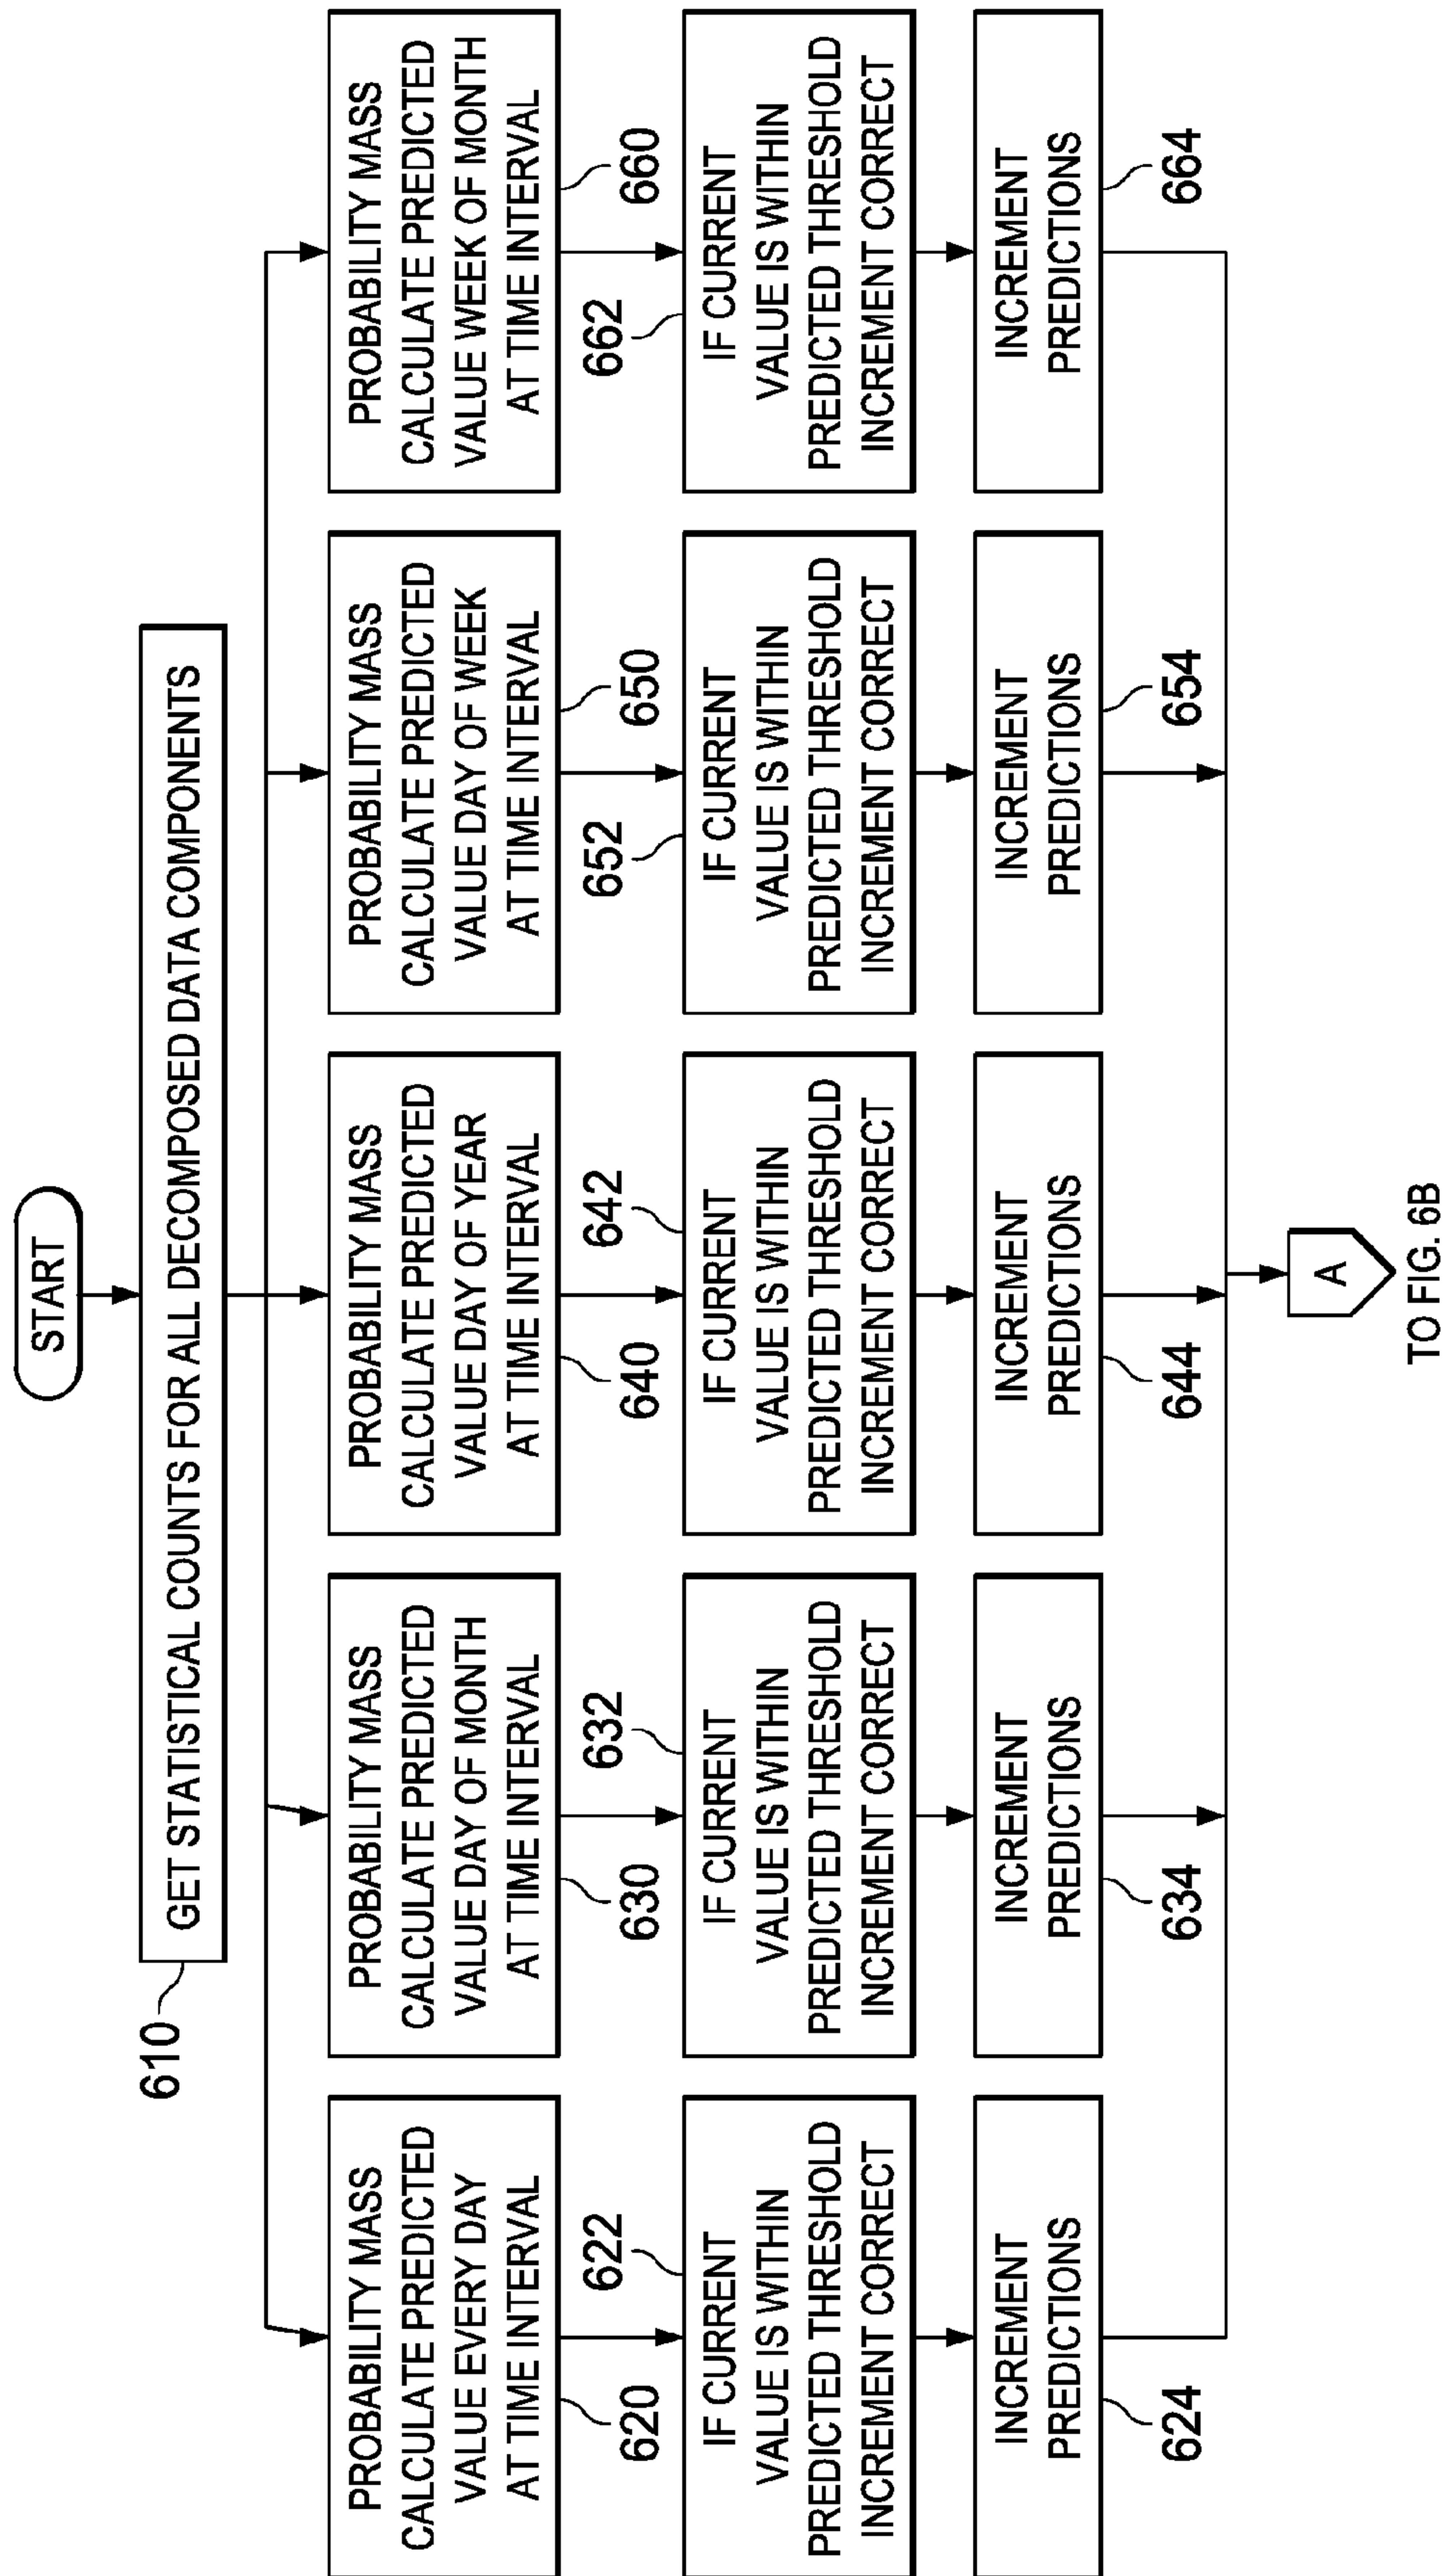 START
610
GET STATISTICAL COUNTS FOR ALL DECOMPOSED DATA COMPONENTS
PROBABILITY MASS
CALCULATE PREDICTED
VALUE EVERY DAY
AT TIME INTERVAL
620
622
IF CURRENT
VALUE IS WITHIN
PREDICTED THRESHOLD
INCREMENT CORRECT
INCREMENT
PREDICTIONS
624
PROBABILITY MASS
CALCULATE PREDICTED
VALUE DAY OF MONTH
AT TIME INTERVAL
630
632
IF CURRENT
VALUE IS WITHIN
PREDICTED THRESHOLD
INCREMENT CORRECT
INCREMENT
PREDICTIONS
634
PROBABILITY MASS
CALCULATE PREDICTED
VALUE DAY OF YEAR
AT TIME INTERVAL
640
642
IF CURRENT
VALUE IS WITHIN
PREDICTED THRESHOLD
INCREMENT CORRECT
INCREMENT
PREDICTIONS
644
PROBABILITY MASS
CALCULATE PREDICTED
VALUE DAY OF WEEK
AT TIME INTERVAL
650
652
IF CURRENT
VALUE IS WITHIN
PREDICTED THRESHOLD
INCREMENT CORRECT
INCREMENT
PREDICTIONS
654
PROBABILITY MASS
CALCULATE PREDICTED
VALUE WEEK OF MONTH
AT TIME INTERVAL
660
662
IF CURRENT
VALUE IS WITHIN
PREDICTED THRESHOLD
INCREMENT CORRECT
INCREMENT
PREDICTIONS
664
A
TO FIG. 6B